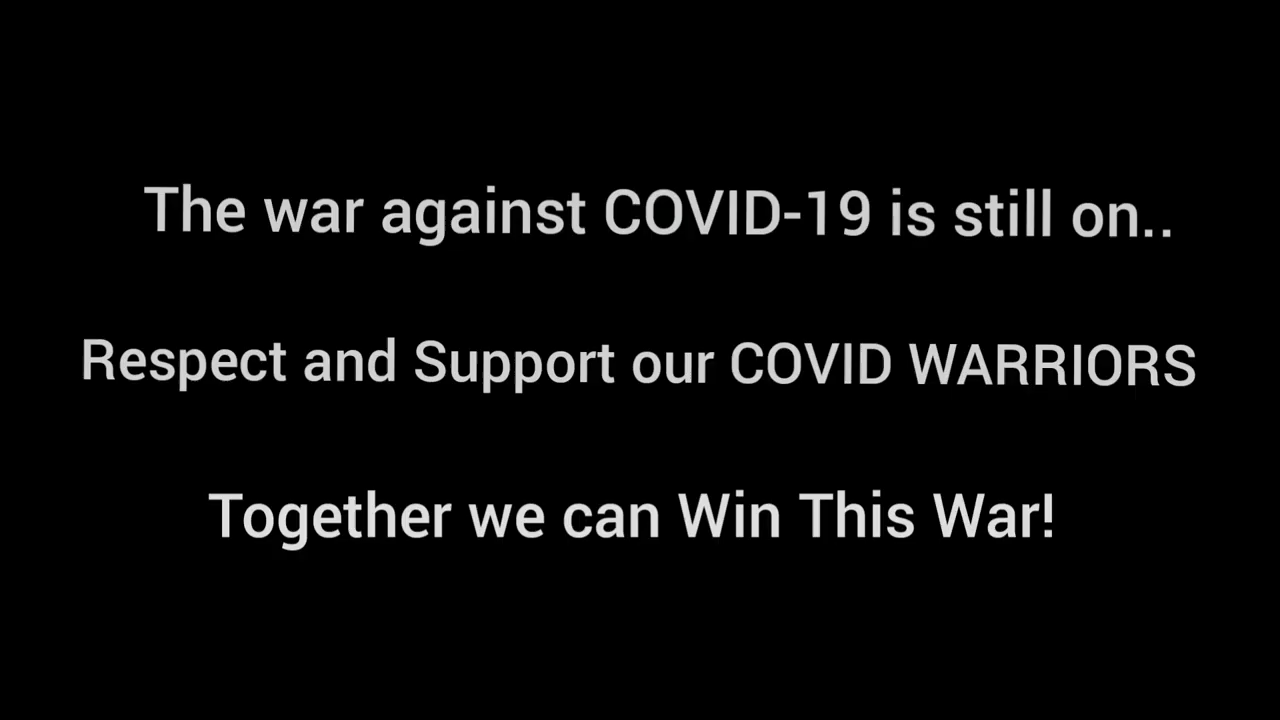 The war against COVID-19 is still on..
Respect and Support our COVID WARRIORS
Together we can Win This War!